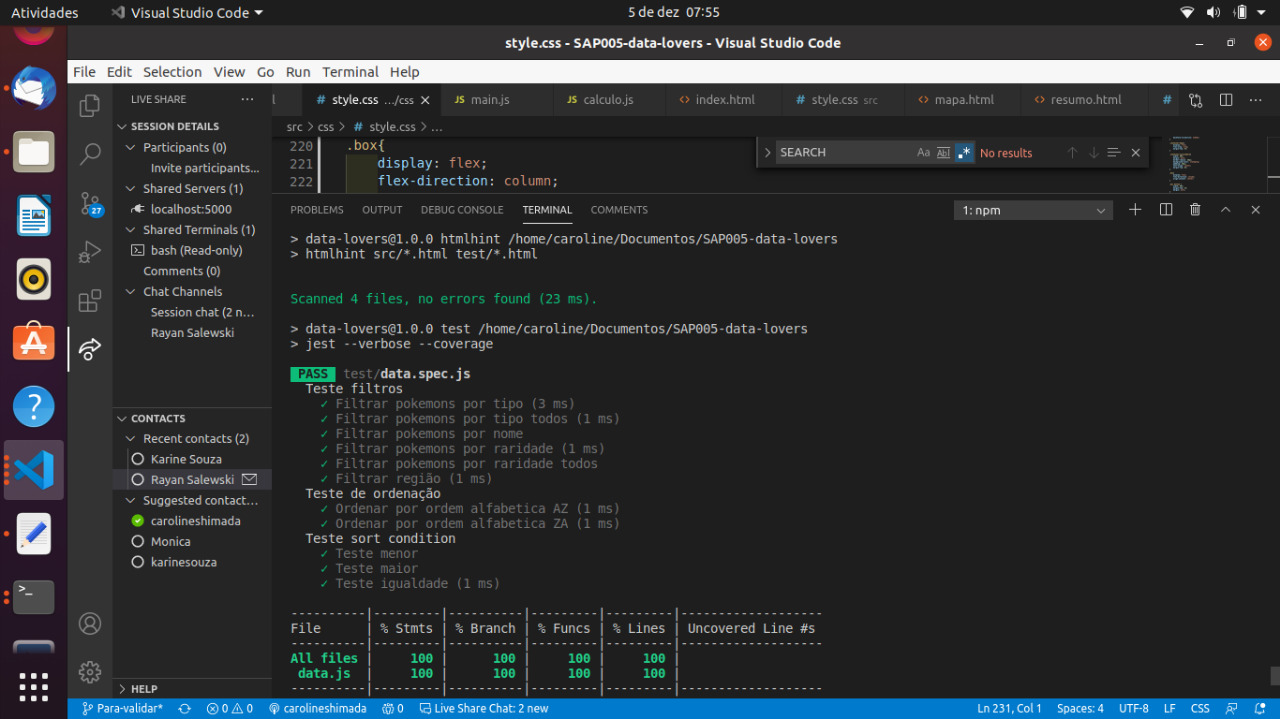 Atividades Visual Studio Code 5 de dez 07:55
style.css - SAP005-data-lovers - Visual Studio Code
File Edit Selection View Go Run Terminal Help
LIVE SHARE ...
SESSION DETAILS
Participants (0)
Invite participants...
Shared Servers (1)
localhost:5000
Shared Terminals (1)
bash (Read-only)
Comments (0)
Chat Channels
Session chat (2 n...
Rayan Salewski
27
CONTACTS
Recent contacts (2)
Karine Souza
Rayan Salewski
Suggested contact...
carolineshimada
Monica
karinesouza
HELP
l # style.css .../css JS main.js JS calculo.js <> index.html # style.css src <> mapa.html <> resumo.html #
src > css > # style.css > ...
220 .box{
221 display: flex;
222 flex-direction: column;
SEARCH Aa Abl .* No results
PROBLEMS OUTPUT DEBUG CONSOLE TERMINAL COMMENTS 1: npm
> data-lovers@1.0.0 htmlhint /home/caroline/Documentos/SAP005-data-lovers
> htmlhint src/*.html test/*.html
Scanned 4 files, no errors found (23 ms).
> data-lovers@1.0.0 test /home/caroline/Documentos/SAP005-data-lovers
> jest --verbose --coverage
PASS test/data.spec.js
Teste filtros
✓ Filtrar pokemons por tipo (3 ms)
✓ Filtrar pokemons por tipo todos (1 ms)
✓ Filtrar pokemons por nome
✓ Filtrar pokemons por raridade (1 ms)
✓ Filtrar pokemons por raridade todos
✓ Filtrar região (1 ms)
Teste de ordenação
✓ Ordenar por ordem alfabetica AZ (1 ms)
✓ Ordenar por ordem alfabetica ZA (1 ms)
Teste sort condition
✓ Teste menor
✓ Teste maior
✓ Teste igualdade (1 ms)
----------|---------|----------|---------|---------|-------------------
File | % Stmts | % Branch | % Funcs | % Lines | Uncovered Line #s
----------|---------|----------|---------|---------|-------------------
All files | 100 | 100 | 100 | 100 |
data.js | 100 | 100 | 100 | 100 |
----------|---------|----------|---------|---------|-------------------
Para-validar* 0 0 carolineshimada 0 Live Share Chat: 2 new Ln 231, Col 1 Spaces: 4 UTF-8 LF CSS